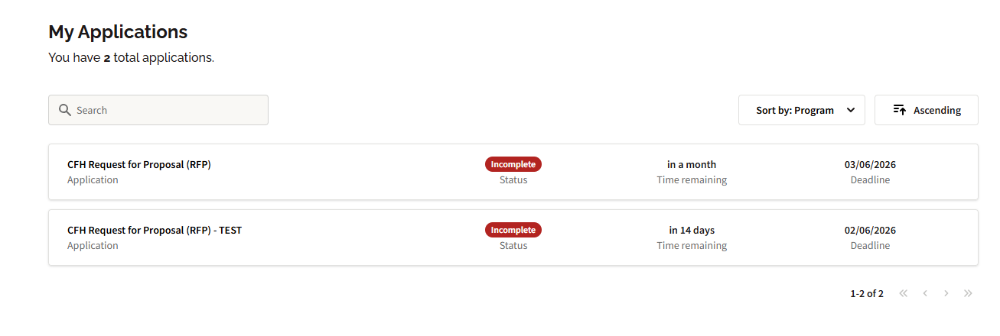 My Applications
You have 2 total applications.
Search
Sort by: Program
Ascending
CFH Request for Proposal (RFP)
Application
Incomplete
Status
in a month
Time remaining
03/06/2026
Deadline
CFH Request for Proposal (RFP) - TEST
Application
Incomplete
Status
in 14 days
Time remaining
02/06/2026
Deadline
1-2 of 2